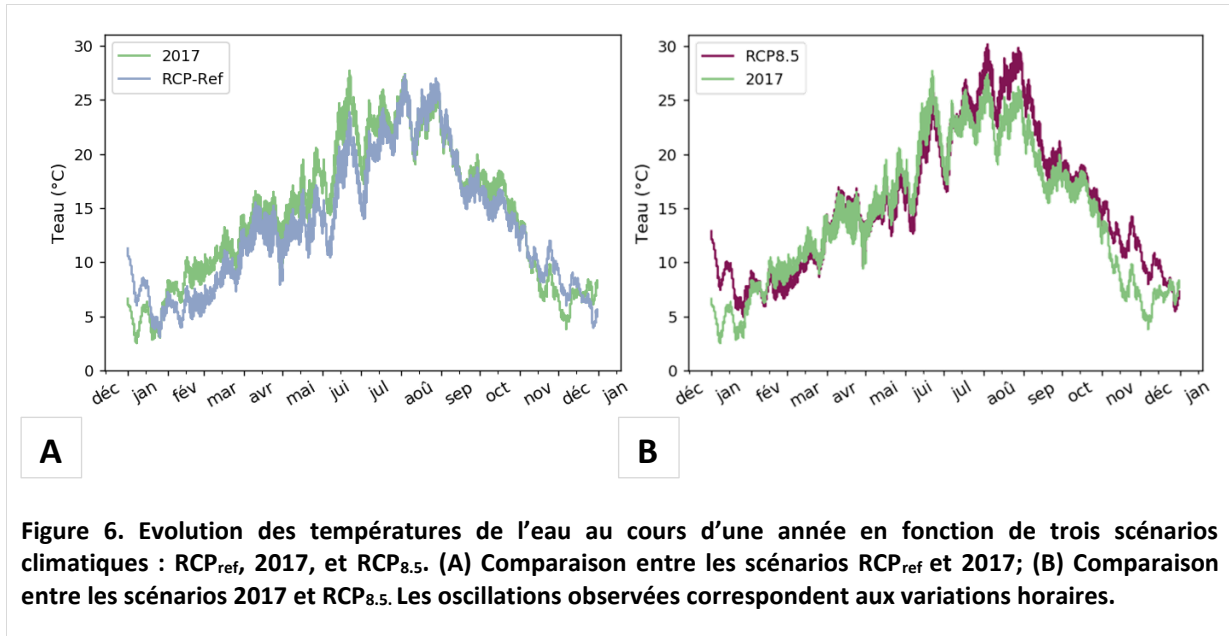 2017
RCP-Ref
RCP8.5
2017
30
25
20
15
10
5
0
Teau (°C)
déc jan fév mar avr mai jui jul aoû sep oct nov déc jan
30
25
20
15
10
5
0
Teau (°C)
déc jan fév mar avr mai jui jul aoû sep oct nov déc jan
A
B
Figure 6. Evolution des températures de l'eau au cours d'une année en fonction de trois scénarios
climatiques : RCPref, 2017, et RCP8.5. (A) Comparaison entre les scénarios RCPref et 2017; (B) Comparaison
entre les scénarios 2017 et RCP8.5. Les oscillations observées correspondent aux variations horaires.